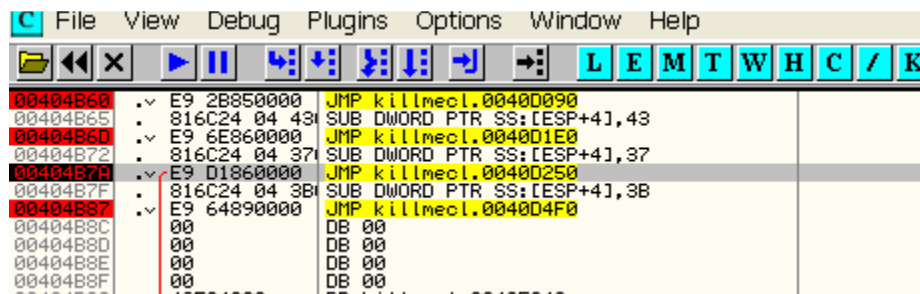 C File View Debug Plugins Options Window Help
L E M T W H C / K
00404B60 .v E9 2B850000 JMP killmecl.0040D090
00404B65 . 816C24 04 430 SUB DWORD PTR SS:[ESP+4],43
00404B6D .v E9 6E860000 JMP killmecl.0040D1E0
00404B72 . 816C24 04 370 SUB DWORD PTR SS:[ESP+4],37
00404B7A .v E9 D1860000 JMP killmecl.0040D250
00404B7F . 816C24 04 3B0 SUB DWORD PTR SS:[ESP+4],3B
00404B87 .v E9 64890000 JMP killmecl.0040D4F0
00404B8C 00 DB 00
00404B8D 00 DB 00
00404B8E 00 DB 00
00404B8F 00 DB 00